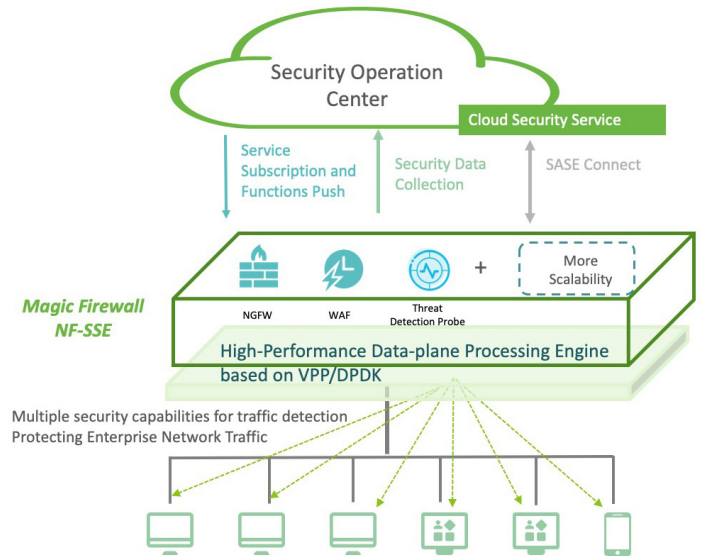 Security Operation
Center
Cloud Security Service
Service
Subscription and
Functions Push
Security Data
Collection
SASE Connect
Magic Firewall
NF-SSE
NGFW
WAF
Threat
Detection Probe
+
More
Scalability
High-Performance Data-plane Processing Engine
based on VPP/DPDK
Multiple security capabilities for traffic detection
Protecting Enterprise Network Traffic